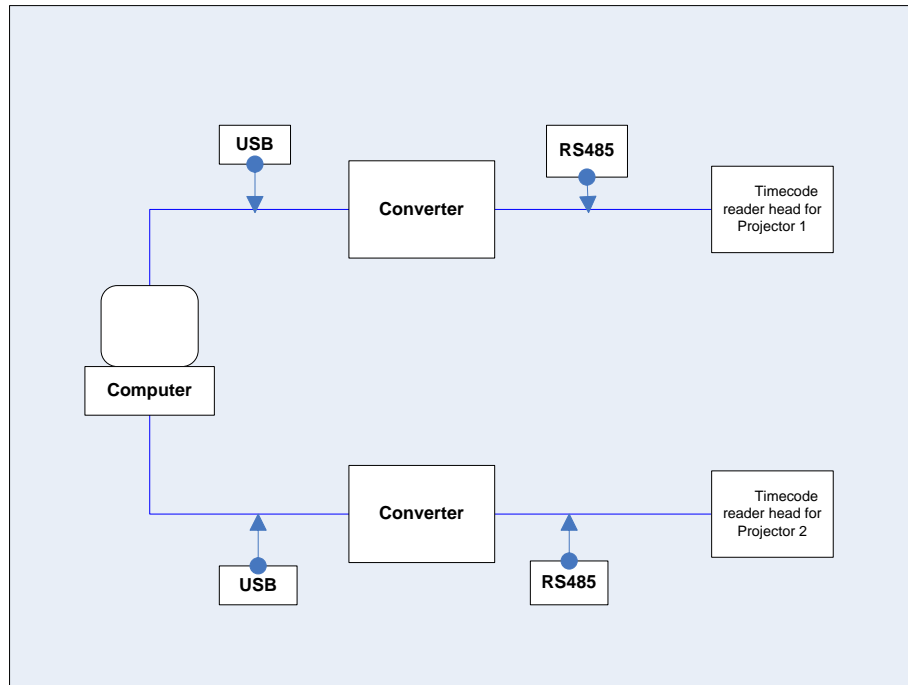 USB
RS485
Converter
Timecode
reader head for
Projector 1
Computer
Converter
Timecode
reader head for
Projector 2
USB
RS485